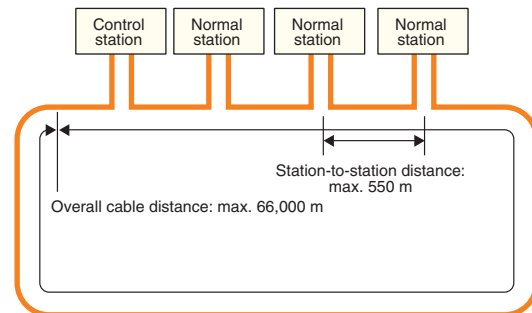 Control
station
Normal
station
Normal
station
Normal
station
Station-to-station distance:
max. 550 m
Overall cable distance: max. 66,000 m